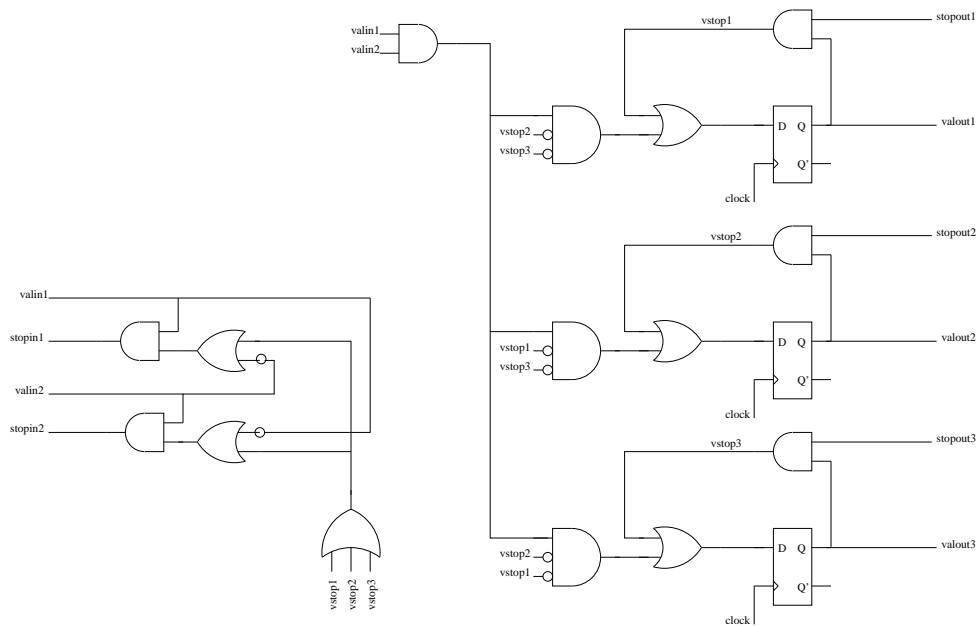 valin1
valin2
vstop1
stopout1
vstop2
vstop3
D Q
Q'
valout1
clock
vstop2
stopout2
vstop1
vstop3
D Q
Q'
valout2
clock
vstop3
stopout3
vstop2
vstop1
D Q
Q'
valout3
clock
valin1
stopin1
valin2
stopin2
vstop1
vstop2
vstop3